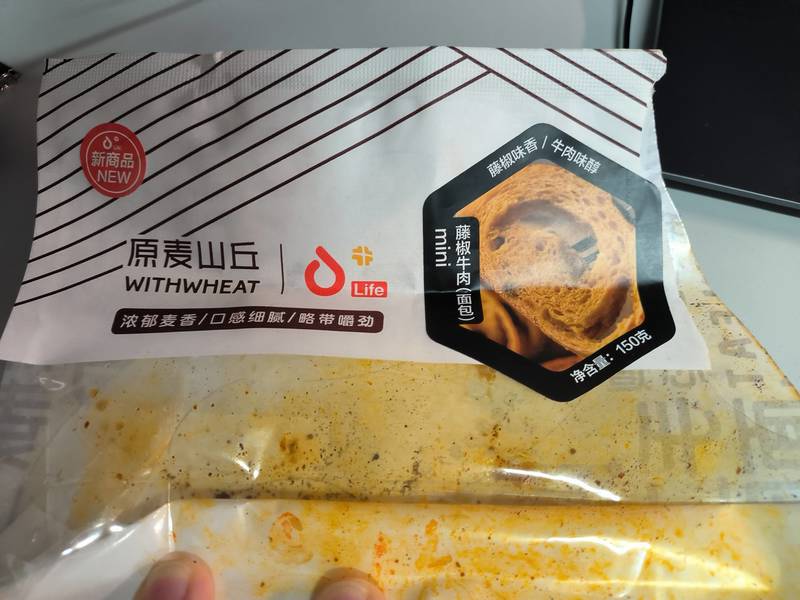 新商品
NEW
原麦山丘
WITHWHEAT
Life
浓郁麦香/口感细腻/略带嚼劲
藤椒味香/牛肉味醇
藤椒牛肉(面包)
mini
净含量：150克